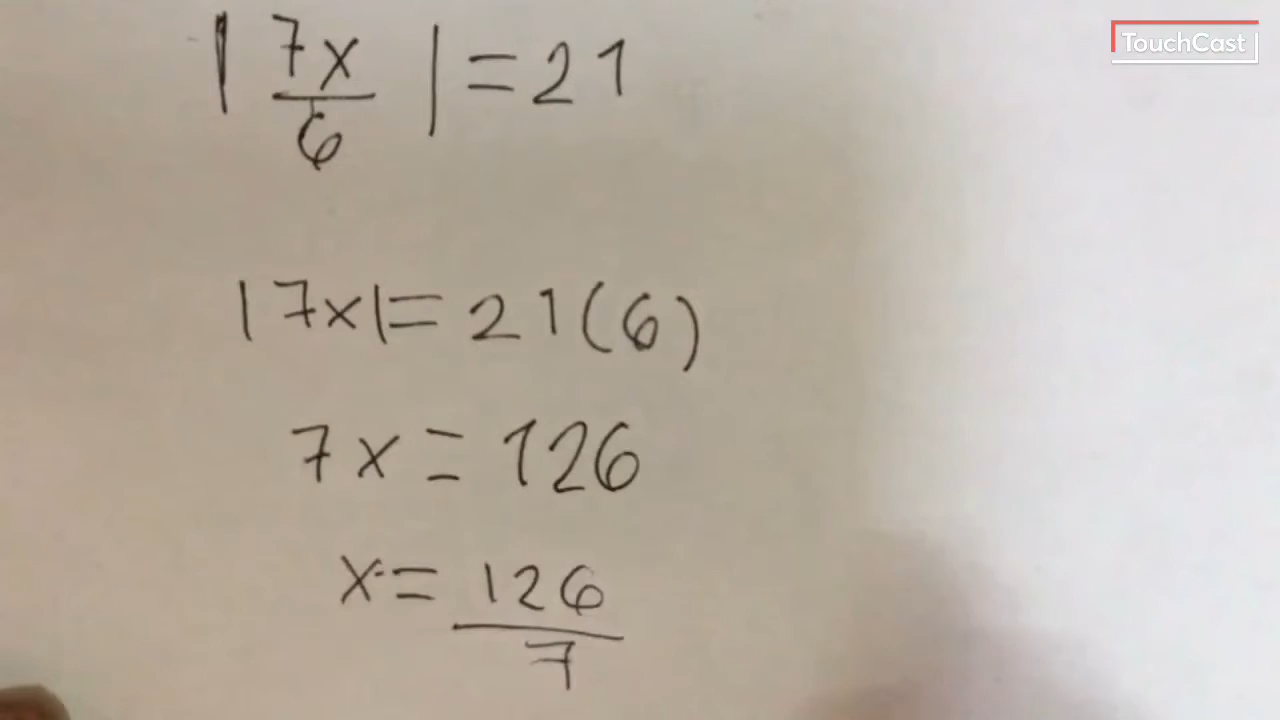 TouchCast
|7x/6| = 21
|7x| = 21(6)
7x = 126
x = 126/7